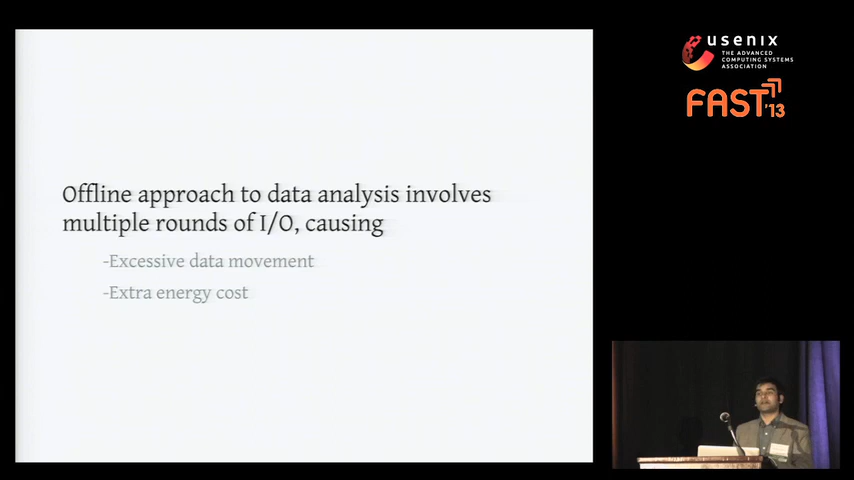 usenix
THE ADVANCED
COMPUTING SYSTEMS
ASSOCIATION
FAST'13
Offline approach to data analysis involves
multiple rounds of I/O, causing
-Excessive data movement
-Extra energy cost